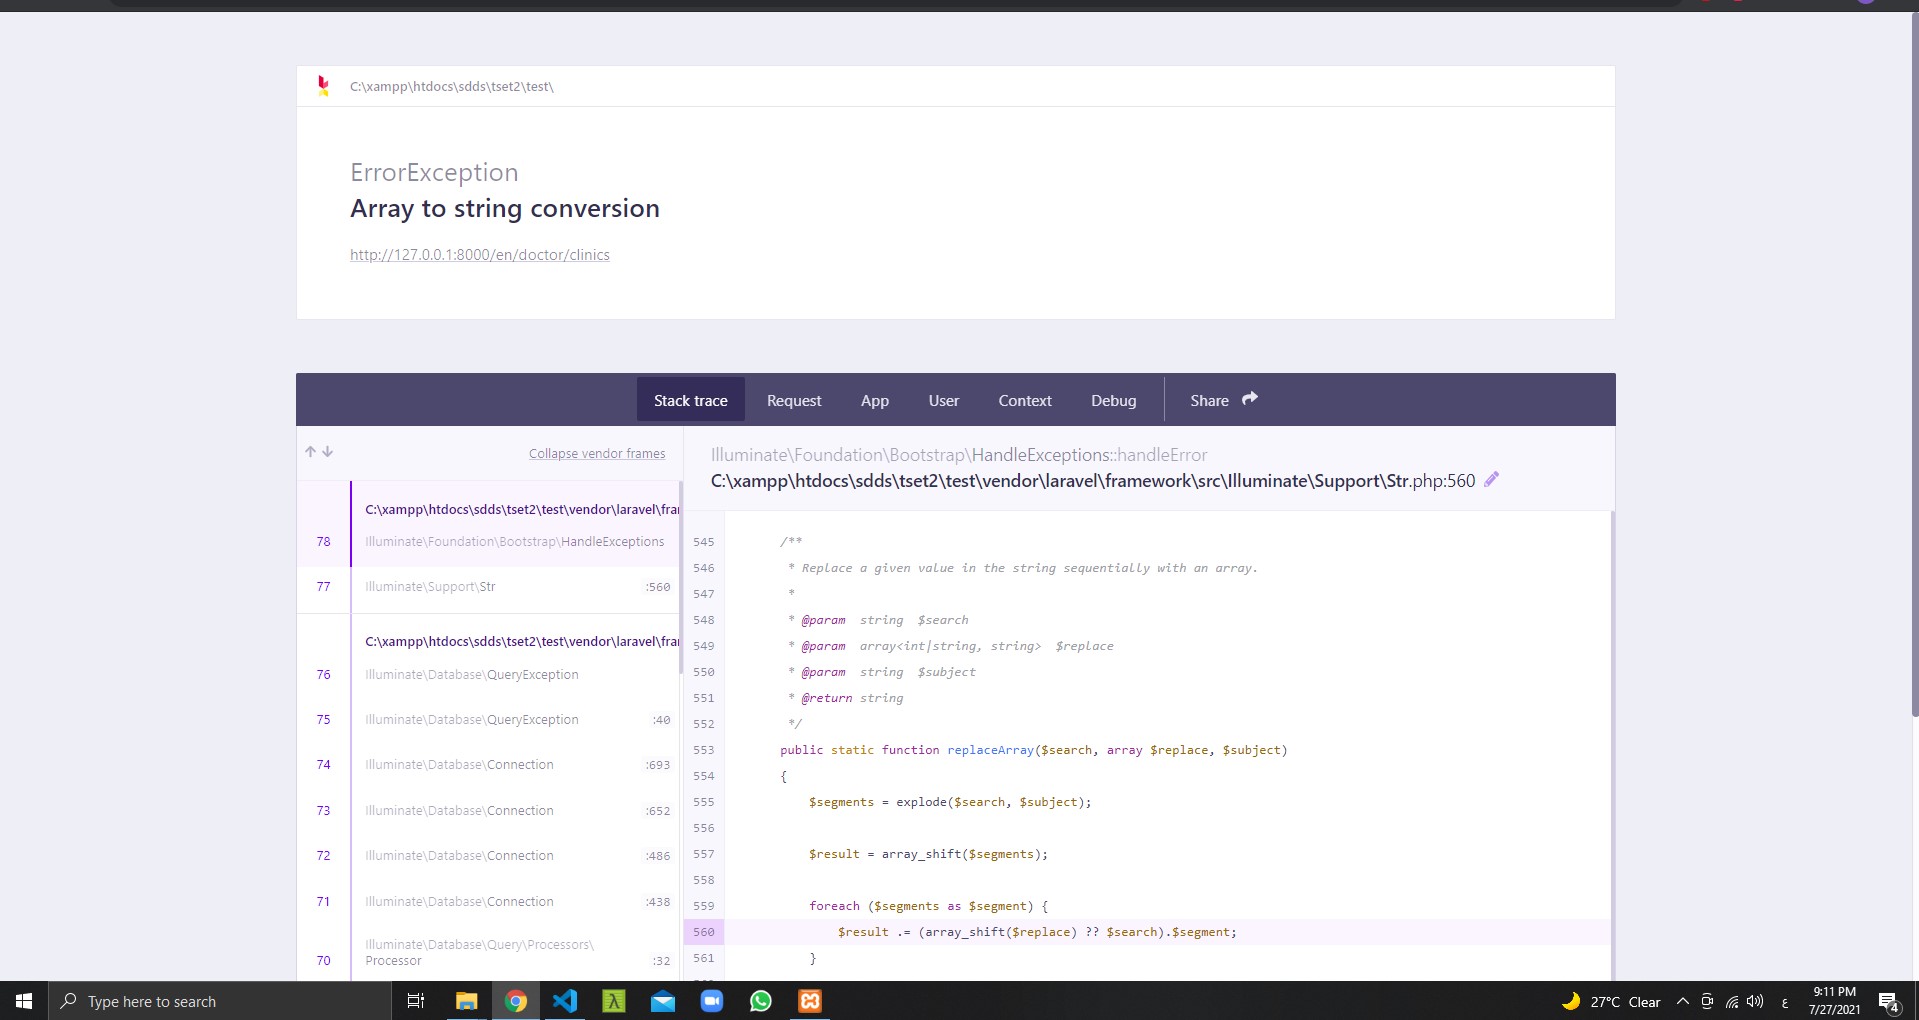 C:\xampp\htdocs\sdds\tset2\test\
ErrorException
Array to string conversion
http://127.0.0.1:8000/en/doctor/clinics
Stack trace
Request
App
User
Context
Debug
Share
Collapse vendor frames
C:\xampp\htdocs\sdds\tset2\test\vendor\laravel\fra
78 Illuminate\Foundation\Bootstrap\HandleExceptions
77 Illuminate\Support\Str :560
C:\xampp\htdocs\sdds\tset2\test\vendor\laravel\fra
76 Illuminate\Database\QueryException
75 Illuminate\Database\QueryException :40
74 Illuminate\Database\Connection :693
73 Illuminate\Database\Connection :652
72 Illuminate\Database\Connection :486
71 Illuminate\Database\Connection :438
Illuminate\Database\Query\Processors\
70 Processor :32
Illuminate\Foundation\Bootstrap\HandleExceptions::handleError
C:\xampp\htdocs\sdds\tset2\test\vendor\laravel\framework\src\Illuminate\Support\Str.php:560
545 /**
546 * Replace a given value in the string sequentially with an array.
547 *
548 * @param string $search
549 * @param array<int|string, string> $replace
550 * @param string $subject
551 * @return string
552 */
553 public static function replaceArray($search, array $replace, $subject)
554 {
555 $segments = explode($search, $subject);
556
557 $result = array_shift($segments);
558
559 foreach ($segments as $segment) {
560 $result .= (array_shift($replace) ?? $search).$segment;
561 }
Type here to search
27°C Clear
ع
9:11 PM
7/27/2021
4